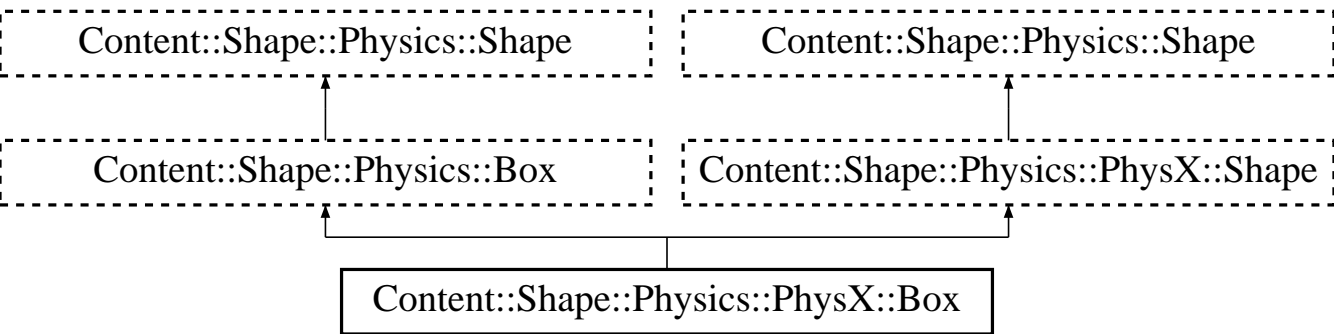 Content::Shape::Physics::Shape
Content::Shape::Physics::Shape
Content::Shape::Physics::Box
Content::Shape::Physics::PhysX::Shape
Content::Shape::Physics::PhysX::Box